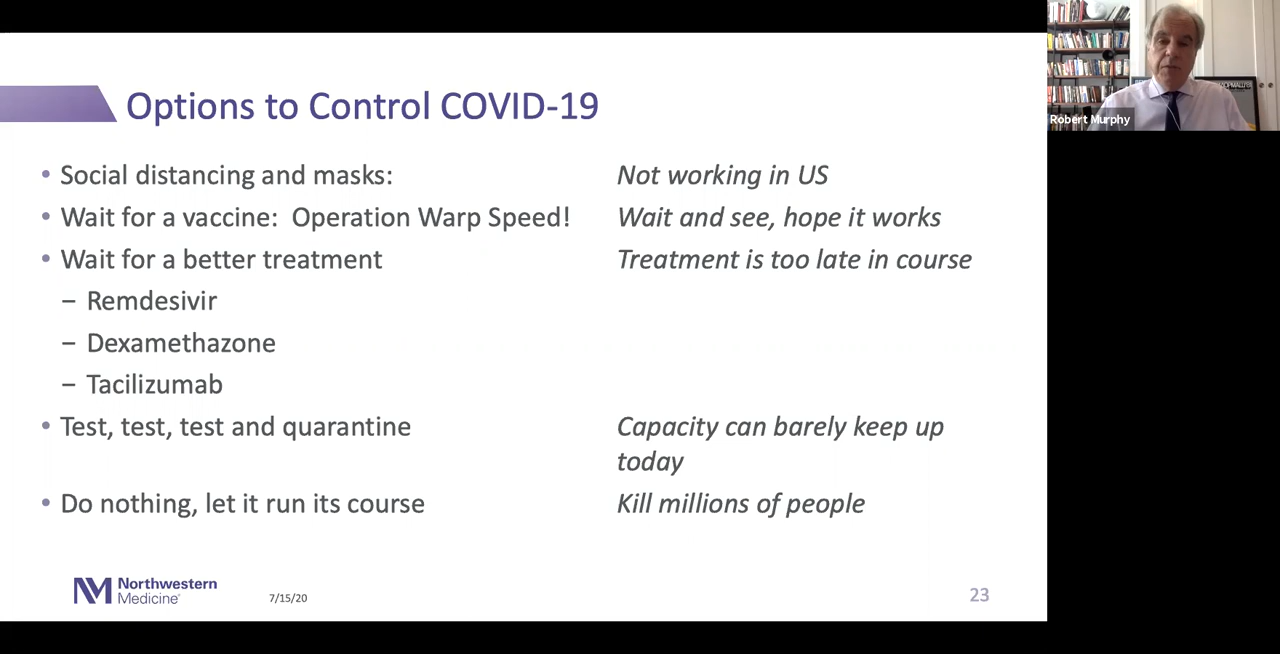 Options to Control COVID-19
• Social distancing and masks: Not working in US
• Wait for a vaccine: Operation Warp Speed! Wait and see, hope it works
• Wait for a better treatment Treatment is too late in course
– Remdesivir
– Dexamethazone
– Tacilizumab
• Test, test, test and quarantine Capacity can barely keep up
today
• Do nothing, let it run its course Kill millions of people
Northwestern
Medicine
7/15/20
23
Robert Murphy